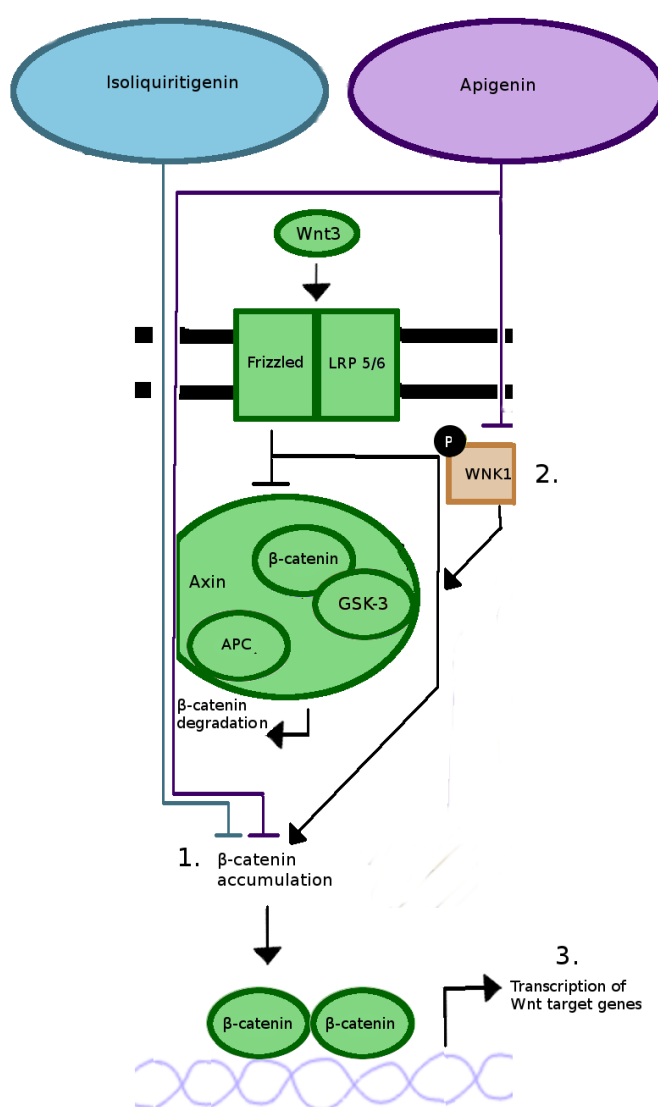 Isoliquiritigenin
Apigenin
Wnt3
Frizzled
LRP 5/6
P
WNK1
2.
β-catenin
Axin
GSK-3
APC
β-catenin
degradation
1.
β-catenin
accumulation
3.
Transcription of
Wnt target genes
β-catenin
β-catenin